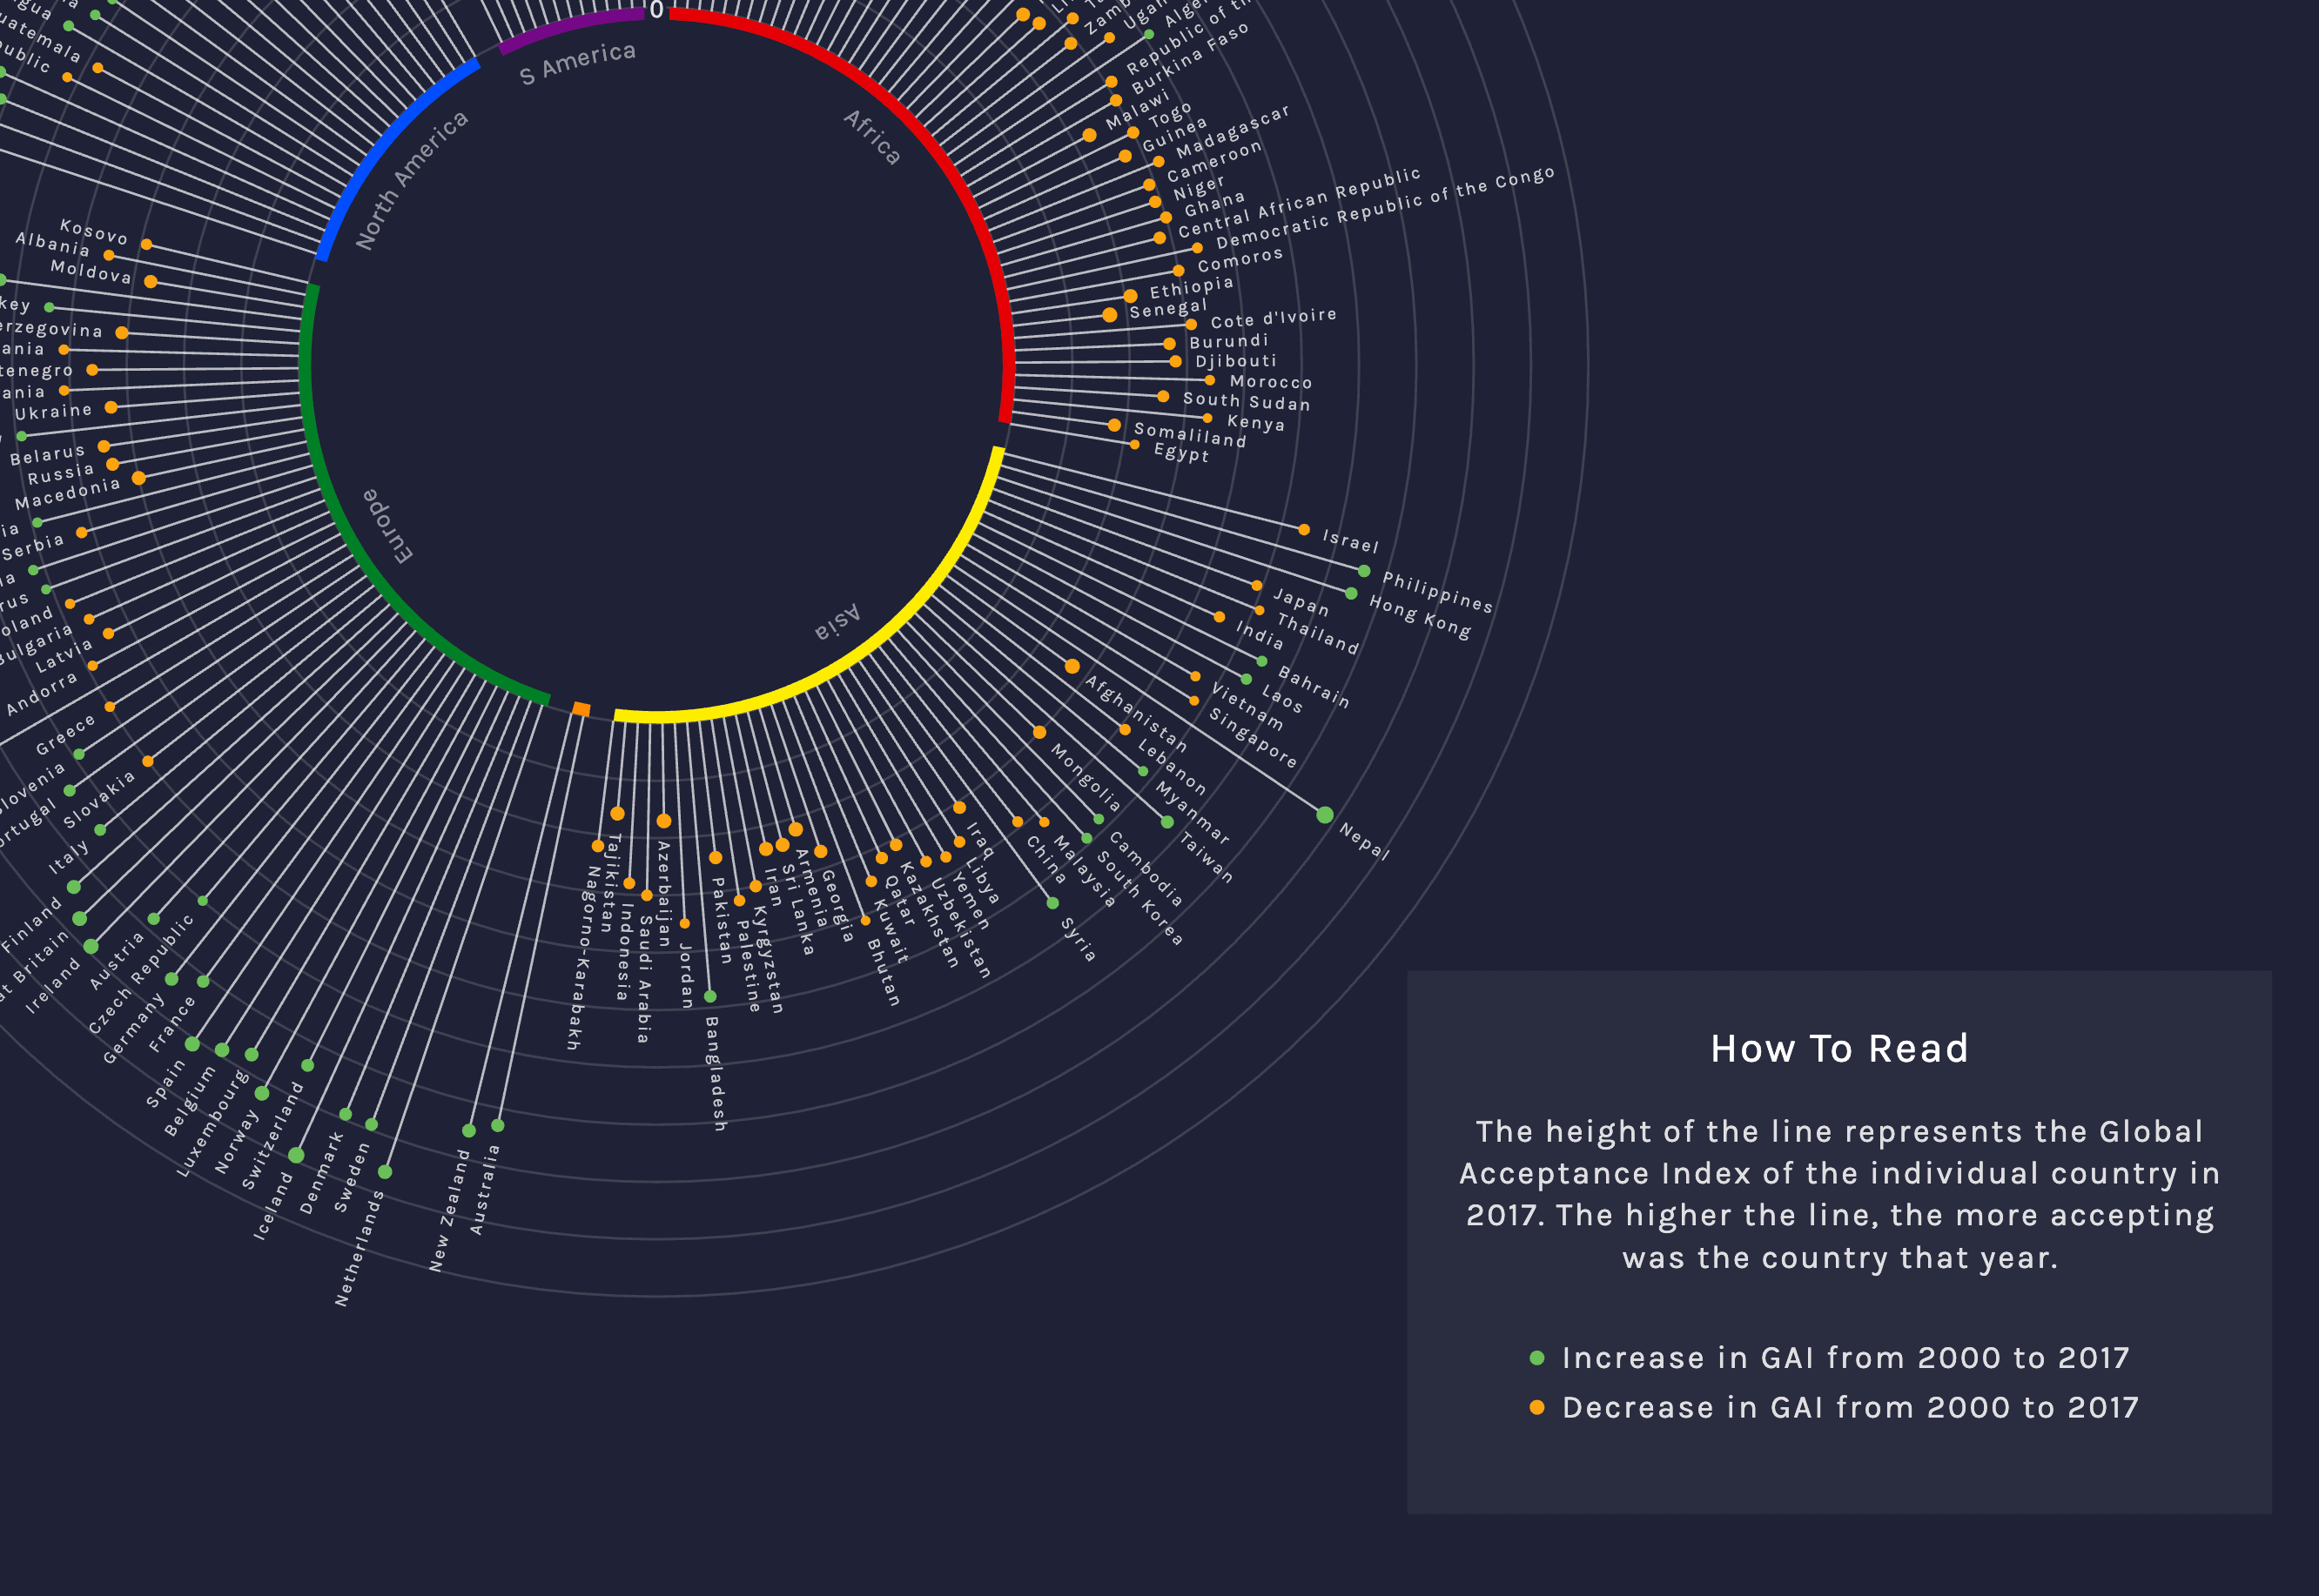 0
S America
Africa
North America
Europe
Asia
Burkina Faso
Malawi
Togo
Guinea
Madagascar
Cameroon
Niger
Ghana
Central African Republic
Democratic Republic of the Congo
Comoros
Ethiopia
Senegal
Cote d'Ivoire
Burundi
Djibouti
Morocco
South Sudan
Kenya
Somaliland
Egypt
Israel
Philippines
Hong Kong
Japan
Thailand
India
Bahrain
Laos
Vietnam
Singapore
Afghanistan
Nepal
Lebanon
Mongolia
Myanmar
Taiwan
Cambodia
South Korea
Malaysia
China
Syria
Iraq
Libya
Yemen
Uzbekistan
Kazakhstan
Qatar
Kuwait
Bhutan
Georgia
Armenia
Sri Lanka
Iran
Kyrgyzstan
Palestine
Pakistan
Bangladesh
Jordan
Azerbaijan
Saudi Arabia
Indonesia
Tajikistan
Nagorno-Karabakh
Australia
New Zealand
Netherlands
Sweden
Denmark
Iceland
Switzerland
Norway
Luxembourg
Belgium
Spain
France
Germany
Czech Republic
Austria
Ireland
at Britain
Finland
Italy
Slovakia
ortugal
lovenia
Greece
Andorra
Latvia
Bulgaria
oland
rus
Serbia
Macedonia
Russia
Belarus
Ukraine
ania
tenegro
ania
erzegovina
key
Moldova
Albania
Kosovo
ublic
uatemala
How To Read
The height of the line represents the Global
Acceptance Index of the individual country in
2017. The higher the line, the more accepting
was the country that year.
Increase in GAI from 2000 to 2017
Decrease in GAI from 2000 to 2017